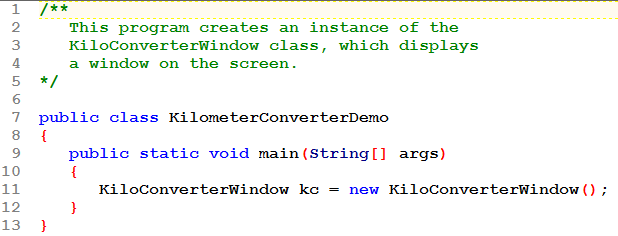 1 /**
2    This program creates an instance of the
3    KiloConverterWindow class, which displays
4    a window on the screen.
5 */
6
7 public class KilometerConverterDemo
8 {
9    public static void main(String[] args)
10    {
11       KiloConverterWindow kc = new KiloConverterWindow();
12    }
13 }